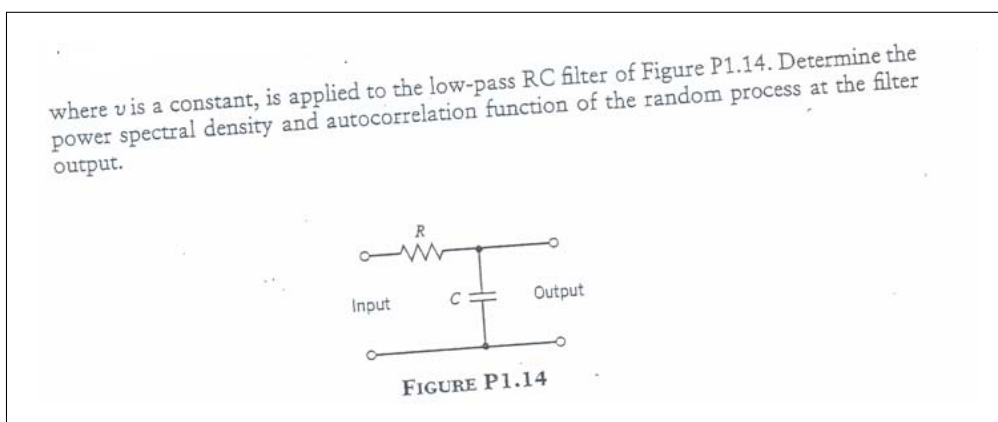 where v is a constant, is applied to the low-pass RC filter of Figure P1.14. Determine the
power spectral density and autocorrelation function of the random process at the filter
output.
R
Input
C
Output
FIGURE P1.14